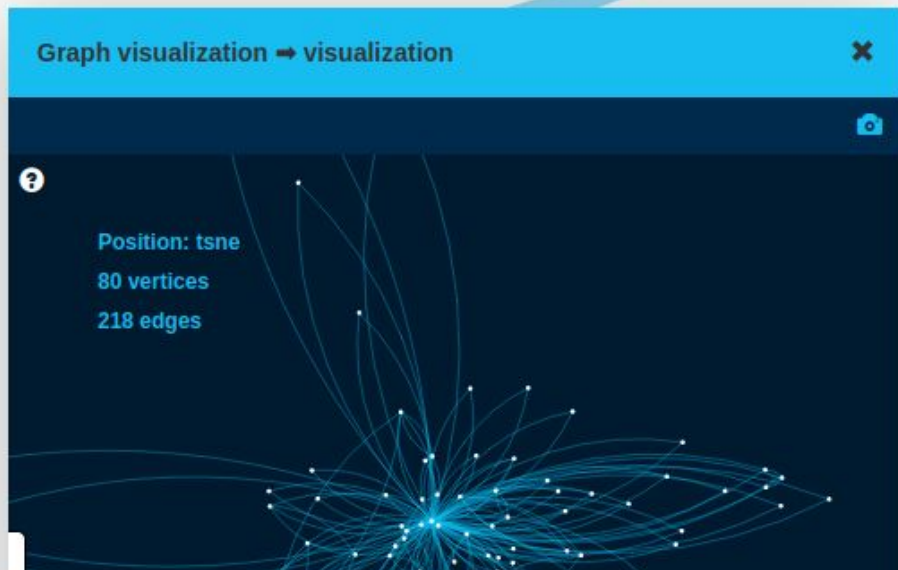 Graph visualization ➡ visualization
Position: tsne
80 vertices
218 edges